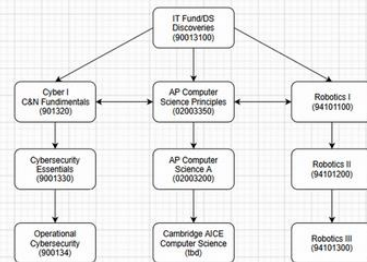 IT Fund/DS
Discoveries
(90013100)
Cyber I
C&N Fundimentals
(901320)
AP Computer
Science Principles
(02003350)
Robotics I
(94101100)
Cybersecurity
Essentials
(9001330)
AP Computer
Science A
(02003200)
Robotics II
(94101200)
Operational
Cybersecurity
(900134)
Cambridge AICE
Computer Science
(tbd)
Robotics III
(94101300)